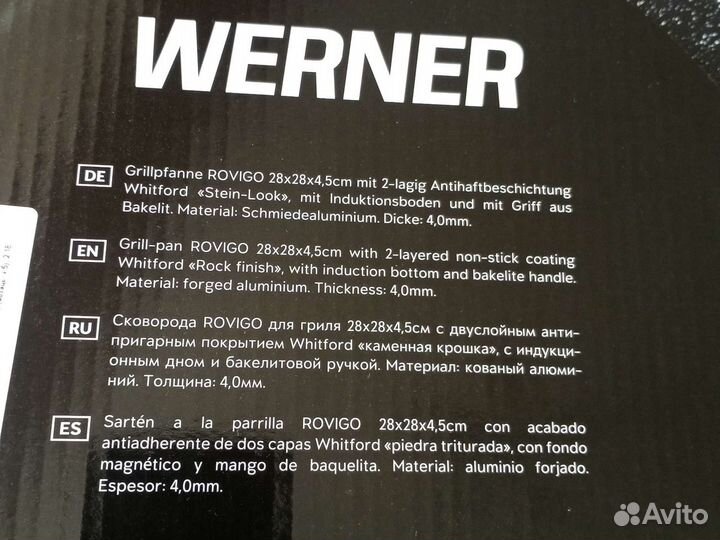 WERNER
DE Grillpfanne ROVIGO 28x28x4,5cm mit 2-lagig Antihaftbeschichtung
Whitford «Stein-Look», mit Induktionsboden und mit Griff aus
Bakelit. Material: Schmiedealuminium. Dicke: 4,0mm.
EN Grill-pan ROVIGO 28x28x4,5cm with 2-layered non-stick coating
Whitford «Rock finish», with induction bottom and bakelite handle.
Material: forged aluminium. Thickness: 4,0mm.
RU Сковорода ROVIGO для гриля 28x28x4,5см с двуслойным анти-
пригарным покрытием Whitford «каменная крошка», с индукци-
онным дном и бакелитовой ручкой. Материал: кованый алюми-
ний. Толщина: 4,0мм.
ES Sartén a la parrilla ROVIGO 28x28x4,5cm con acabado
antiadherente de dos capas Whitford «piedra triturada», con fondo
magnético y mango de baquelita. Material: aluminio forjado.
Espesor: 4,0mm.
Avito